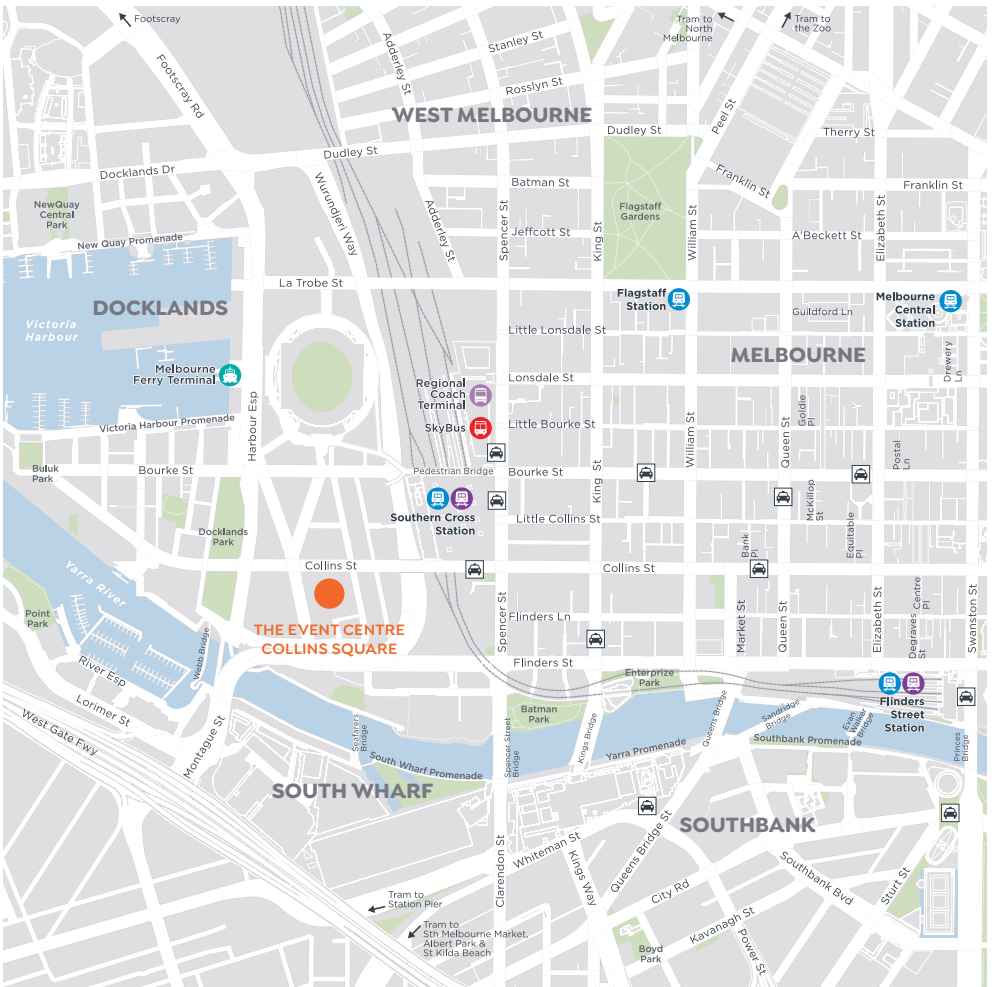 Footscray
Footscray Rd
Adderley St
Stanley St
Rosslyn St
Tram to
North
Melbourne
Tram to
the Zoo
WEST MELBOURNE
Peel St
Dudley St
Therry St
Dudley St
Docklands Dr
Wurundjeri Way
Adderley St
Batman St
Franklin St
Franklin St
NewQuay
Central
Park
Flagstaff
Gardens
Spencer St
King St
William St
Elizabeth St
New Quay Promenade
Jeffcott St
A'Beckett St
La Trobe St
DOCKLANDS
Flagstaff
Station
Melbourne
Central
Station
Guildford Ln
Victoria
Harbour
Little Lonsdale St
MELBOURNE
Drewery
Ln
Melbourne
Ferry Terminal
Regional
Coach
Terminal
Lonsdale St
Goldie
Pl
Harbour Esp
Victoria Harbour Promenade
SkyBus
Little Bourke St
William St
Queen St
Postal
Ln
Buluk
Park
Bourke St
Pedestrian Bridge
Bourke St
King St
McKillop
St
Southern Cross
Station
Little Collins St
Docklands
Park
Bank
Pl
Equitable
Pl
Collins St
Collins St
Yarra River
THE EVENT CENTRE
COLLINS SQUARE
Point
Park
Webb Bridge
Spencer St
Flinders Ln
Market St
Queen St
Elizabeth St
Degraves
St
Centre
Pl
Swanston St
Flinders St
River Esp
Lorimer St
West Gate Fwy
Montague St
Enterprize
Park
Batman
Park
Flinders
Street
Station
Seafarers
Bridge
Spencer Street
Bridge
Kings Bridge
Queens Bridge
Sandridge
Bridge
Evan
Walker
Bridge
Princes
Bridge
Yarra Promenade
Southbank Promenade
South Wharf Promenade
SOUTH WHARF
SOUTHBANK
Whiteman St
Clarendon St
Kings Way
Queens Bridge St
City Rd
Southbank Blvd
Sturt St
Kavanagh St
Power St
Boyd
Park
Tram to
Station Pier
Tram to
Sth Melbourne Market,
Albert Park &
St Kilda Beach